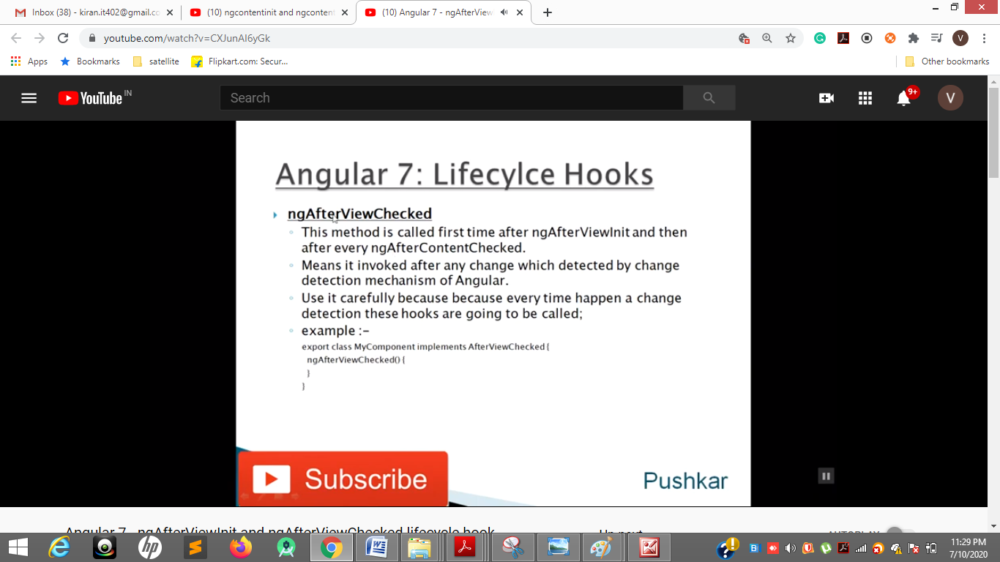 Inbox (38) - kiran.it402@gmail.co
(10) ngcontentinit and ngcontent
(10) Angular 7 - ngAfterView
youtube.com/watch?v=CXJunAI6yGk
V
Apps
Bookmarks
satellite
Flipkart.com: Secur...
Other bookmarks
YouTube IN
Search
9+
V
Angular 7: Lifecylce Hooks
ngAfterViewChecked
This method is called first time after ngAfterViewInit and then
after every ngAfterContentChecked.
Means it invoked after any change which detected by change
detection mechanism of Angular.
Use it carefully because because every time happen a change
detection these hooks are going to be called;
example :-
export class MyComponent implements AfterViewChecked {
ngAfterViewChecked() {
}
}
Subscribe
Pushkar
Angular 7 - ngAfterViewInit and ngAfterViewChecked lifecycle hook
Up next
AUTOPLAY
11:29 PM
7/10/2020